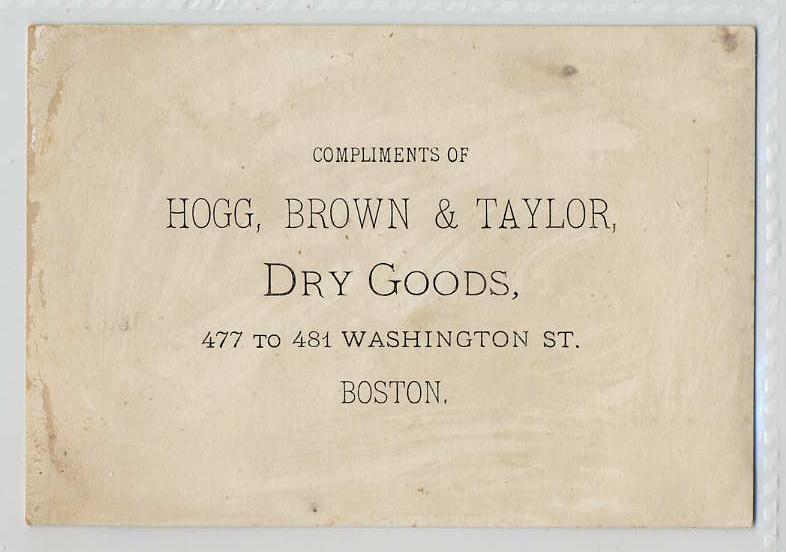 COMPLIMENTS OF
HOGG, BROWN & TAYLOR,
DRY GOODS,
477 TO 481 WASHINGTON ST.
BOSTON.